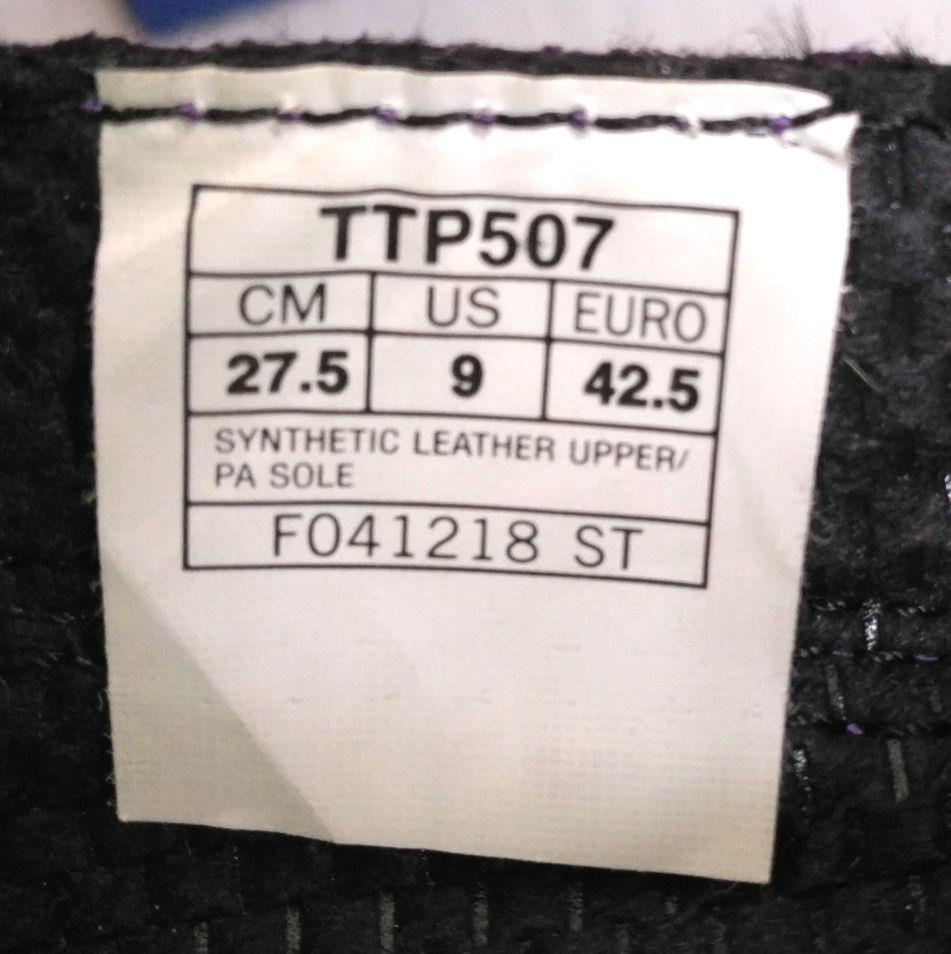 TTP507
CM US EURO
27.5 9 42.5
SYNTHETIC LEATHER UPPER/
PA SOLE
F041218 ST